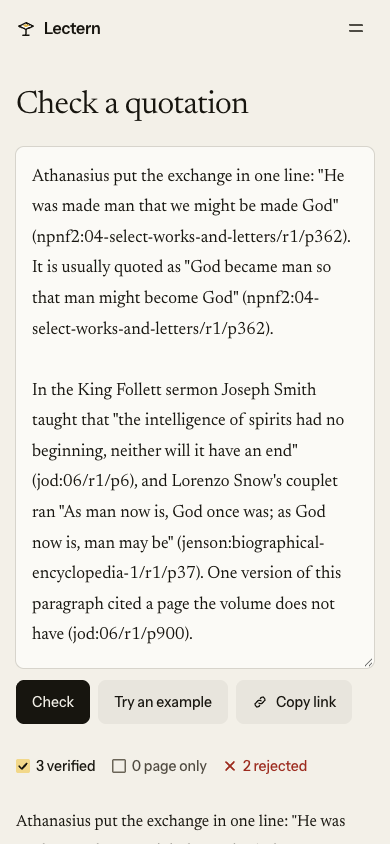 Lectern
Check a quotation
Athanasius put the exchange in one line: "He
was made man that we might be made God"
(npnf2:04-select-works-and-letters/r1/p362).
It is usually quoted as "God became man so
that man might become God" (npnf2:04-
select-works-and-letters/r1/p362).
In the King Follett sermon Joseph Smith
taught that "the intelligence of spirits had no
beginning, neither will it have an end"
(jod:06/r1/p6), and Lorenzo Snow's couplet
ran "As man now is, God once was; as God
now is, man may be" (jenson:biographical-
encyclopedia-1/r1/p37). One version of this
paragraph cited a page the volume does not
have (jod:06/r1/p900).
Check Try an example Copy link
3 verified 0 page only 2 rejected
Athanasius put the exchange in one line: "He was